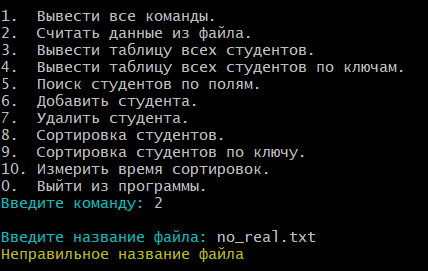 1.  Вывести все команды.
2.  Считать данные из файла.
3.  Вывести таблицу всех студентов.
4.  Вывести таблицу всех студентов по ключам.
5.  Поиск студентов по полям.
6.  Добавить студента.
7.  Удалить студента.
8.  Сортировка студентов.
9.  Сортировка студентов по ключу.
10. Измерить время сортировок.
0.  Выйти из программы.
Введите команду: 2
Введите название файла: no_real.txt
Неправильное название файла